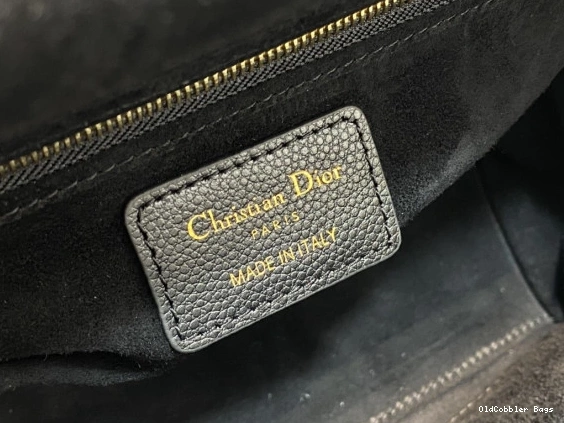 Christian Dior
PARIS
MADE IN ITALY
OldCobbler Bags